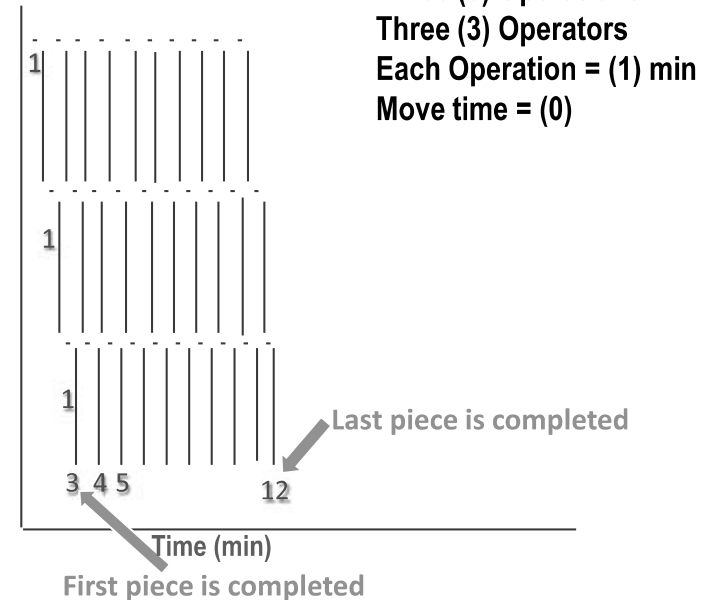 Three (3) Operators
Each Operation = (1) min
Move time = (0)
1
1
1
Last piece is completed
3 4 5
12
Time (min)
First piece is completed